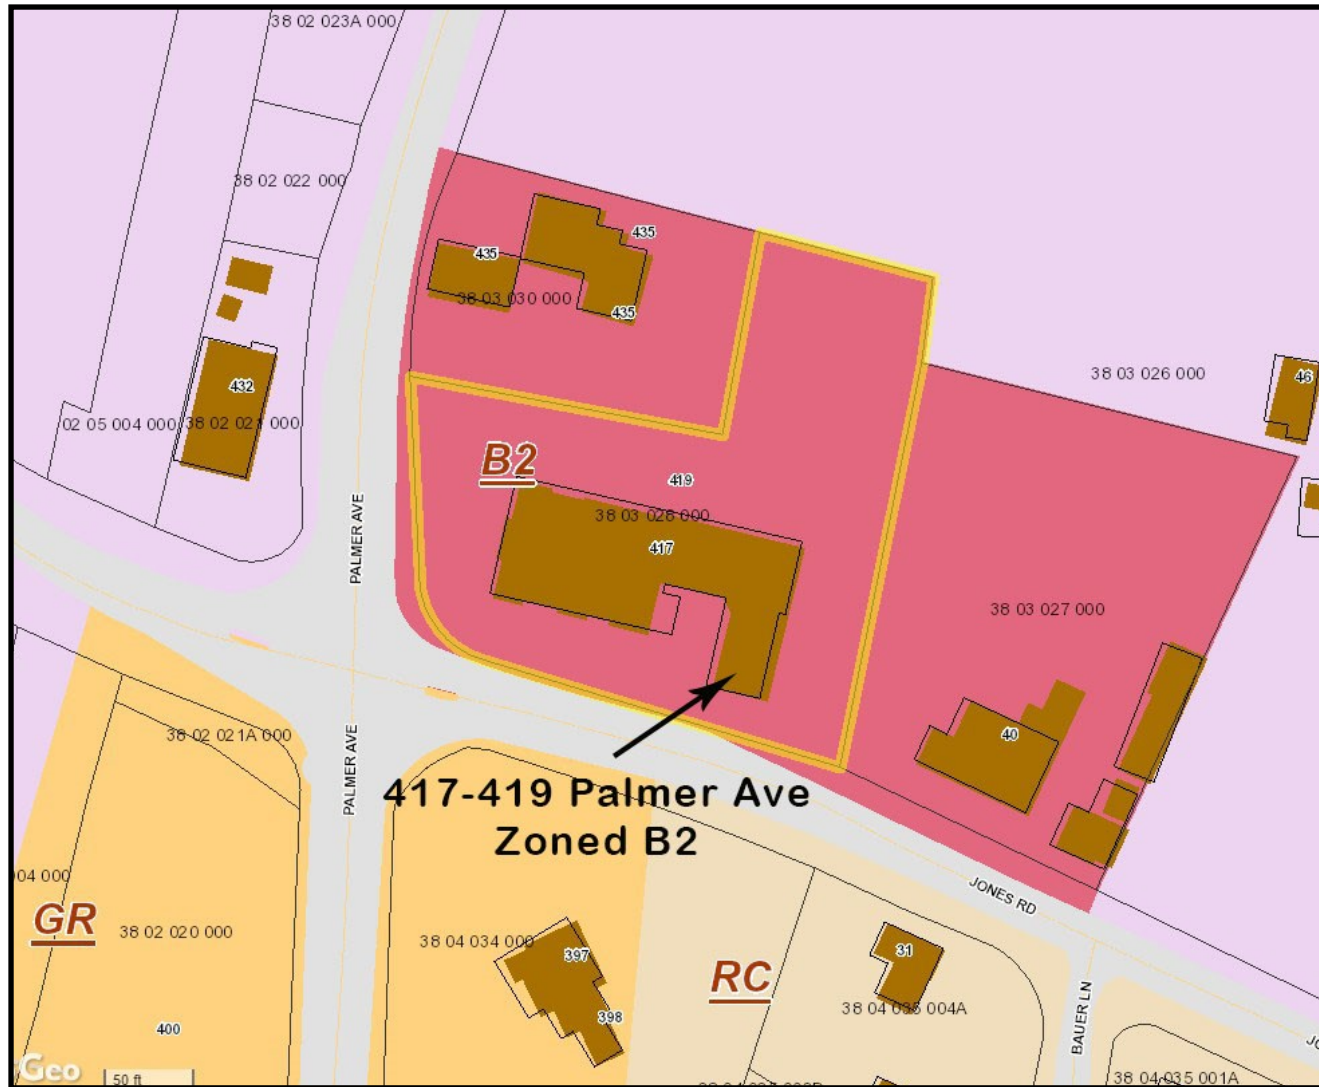 38 02 023A 000
38 02 022 000
435
435
38 03 030 000
435
38 03 026 000
46
432
02 05 004 000
38 02 021 000
B2
419
38 03 028 000
417
PALMER AVE
38 03 027 000
38 02 021A 000
PALMER AVE
40
417-419 Palmer Ave
Zoned B2
04 000
GR
38 02 020 000
38 04 034 000
397
JONES RD
31
RC
38 04 035 004A
398
400
BAUER LN
Geo
50 ft
38 04 035 001A